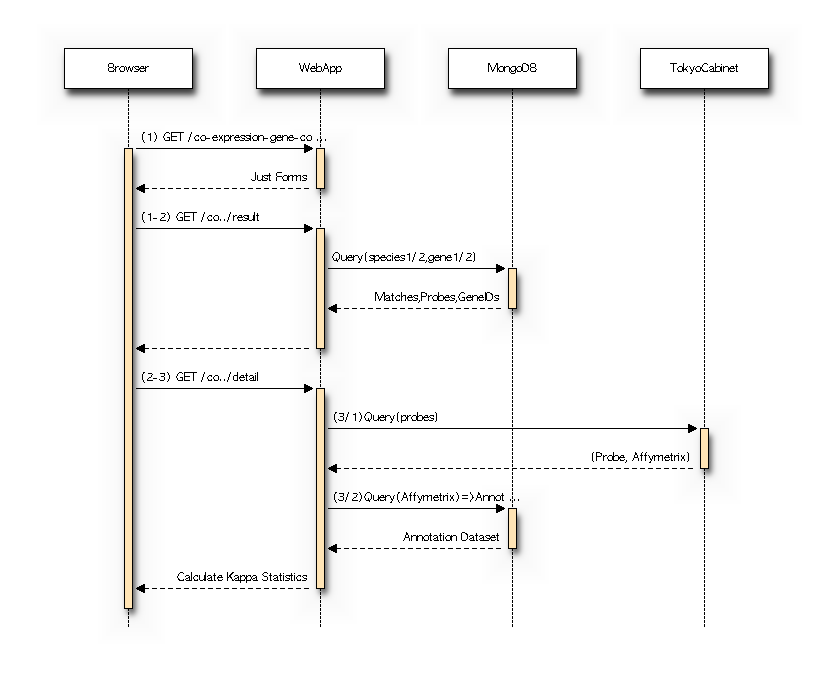 Browser WebApp MongoDB TokyoCabinet
(1) GET /co-expression-gene-co ...
Just Forms
(1-2) GET /co../result
Query(species1/2,gene1/2)
Matches,Probes,GeneIDs
(2-3) GET /co../detail
(3/1)Query(probes)
(Probe, Affymetrix)
(3/2)Query(Affymetrix)=>Annot ...
Annotation Dataset
Calculate Kappa Statistics